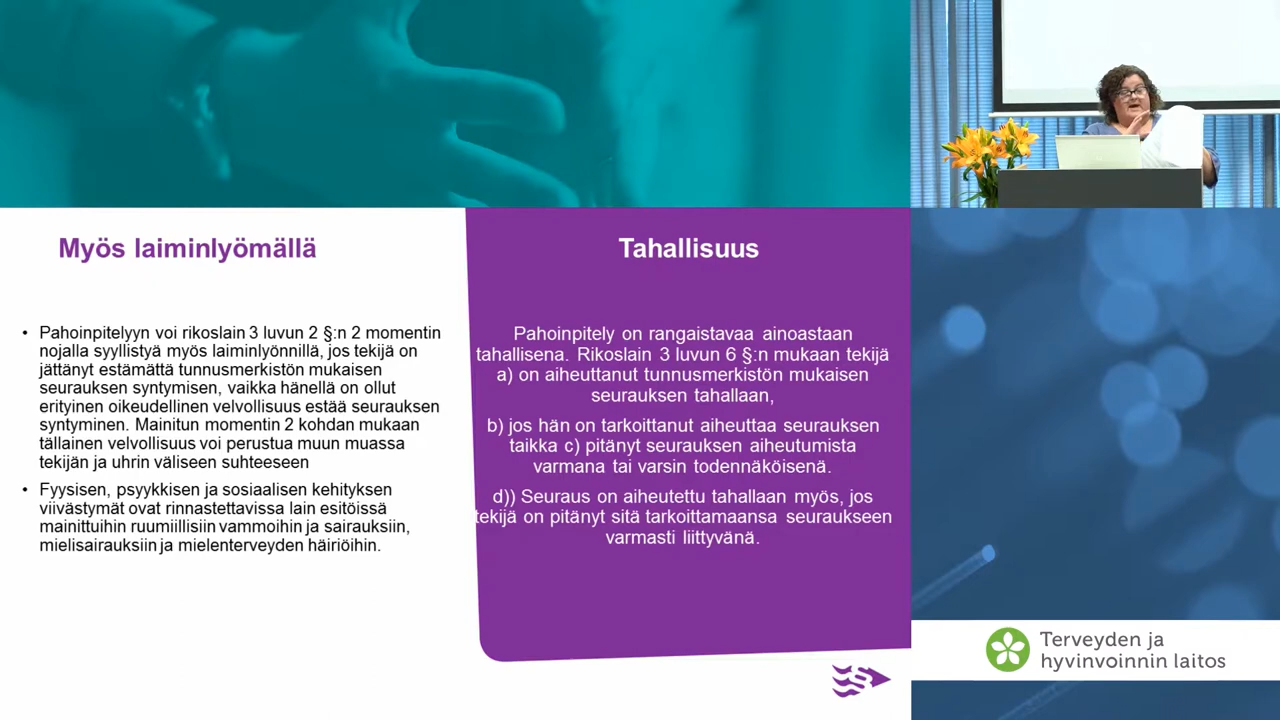 Myös laiminlyömällä
• Pahoinpitelyyn voi rikoslain 3 luvun 2 §:n 2 momentin
nojalla syyllistyä myös laiminlyönnillä, jos tekijä on
jättänyt estämättä tunnusmerkistön mukaisen
seurauksen syntymisen, vaikka hänellä on ollut
erityinen oikeudellinen velvollisuus estää seurauksen
syntyminen. Mainitun momentin 2 kohdan mukaan
tällainen velvollisuus voi perustua muun muassa
tekijän ja uhrin väliseen suhteeseen
• Fyysisen, psyykkisen ja sosiaalisen kehityksen
viivästymät ovat rinnastettavissa lain esitöissä
mainittuihin ruumiillisiin vammoihin ja sairauksiin,
mielisairauksiin ja mielenterveyden häiriöihin.
Tahallisuus
Pahoinpitely on rangaistavaa ainoastaan
tahallisena. Rikoslain 3 luvun 6 §:n mukaan tekijä
a) on aiheuttanut tunnusmerkistön mukaisen
seurauksen tahallaan,
b) jos hän on tarkoittanut aiheuttaa seurauksen
taikka c) pitänyt seurauksen aiheutumista
varmana tai varsin todennäköisenä.
d)) Seuraus on aiheutettu tahallaan myös, jos
tekijä on pitänyt sitä tarkoittamaansa seuraukseen
varmasti liittyvänä.
Terveyden ja
hyvinvoinnin laitos